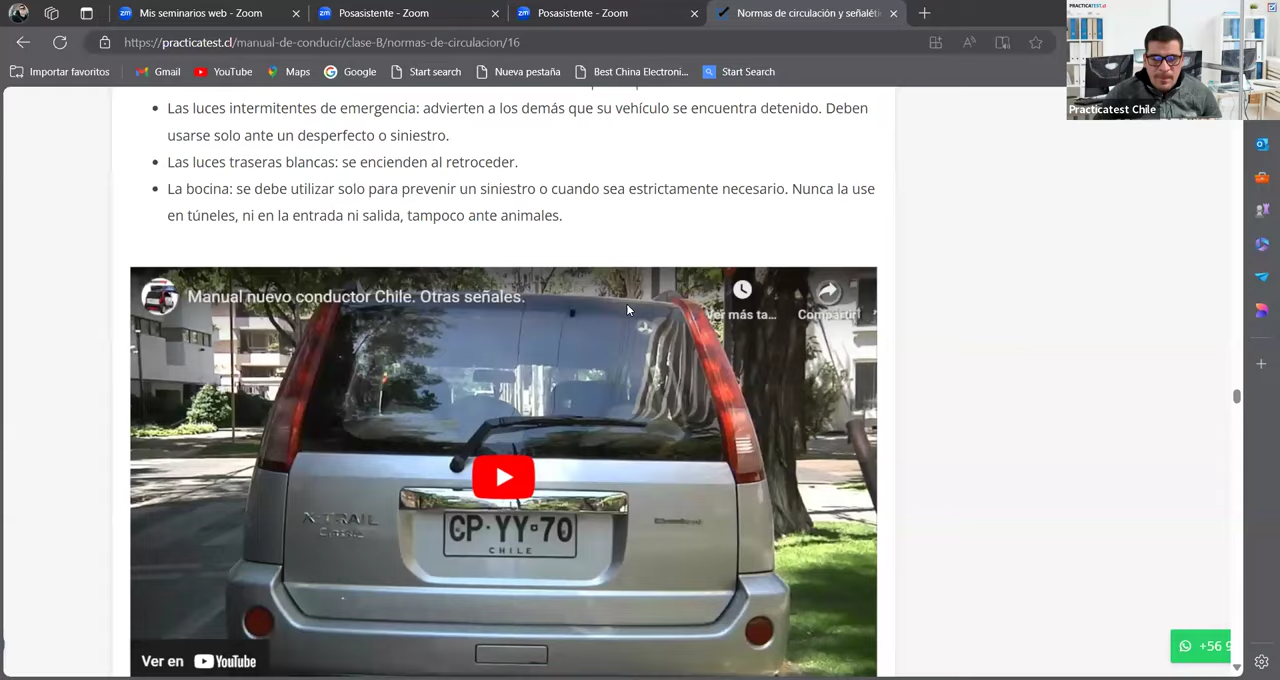 Mis seminarios web - Zoom
Posasistente - Zoom
Posasistente - Zoom
Normas de circulación y señaléti
https://practicatest.cl/manual-de-conducir/clase-B/normas-de-circulacion/16
Importar favoritos
Gmail
YouTube
Maps
Google
Start search
Nueva pestaña
Best China Electroni...
Start Search
PRACTICATEST.cl
Practicatest Chile
Las luces intermitentes de emergencia: advierten a los demás que su vehículo se encuentra detenido. Deben
usarse solo ante un desperfecto o siniestro.
Las luces traseras blancas: se encienden al retroceder.
La bocina: se debe utilizar solo para prevenir un siniestro o cuando sea estrictamente necesario. Nunca la use
en túneles, ni en la entrada ni salida, tampoco ante animales.
Manual nuevo conductor Chile. Otras señales.
Ver más ta...
Compartir
X-TRAIL
Classic
CP·YY·70
CHILE
Ver en YouTube
+56 9